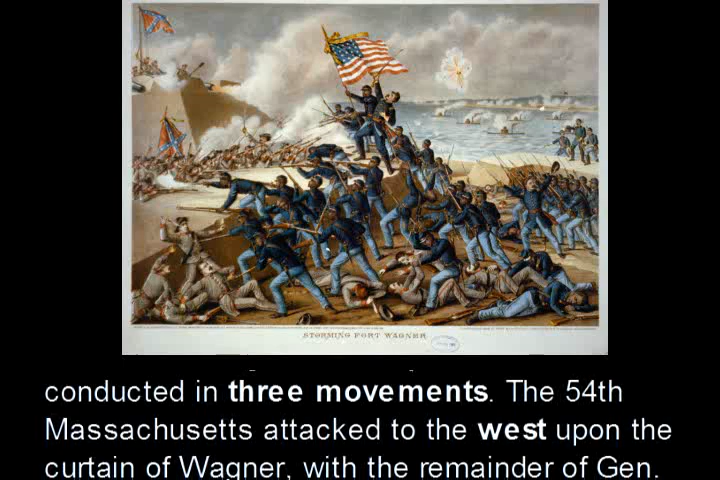 STORMING FORT WAGNER
conducted in three movements. The 54th
Massachusetts attacked to the west upon the
curtain of Wagner, with the remainder of Gen.